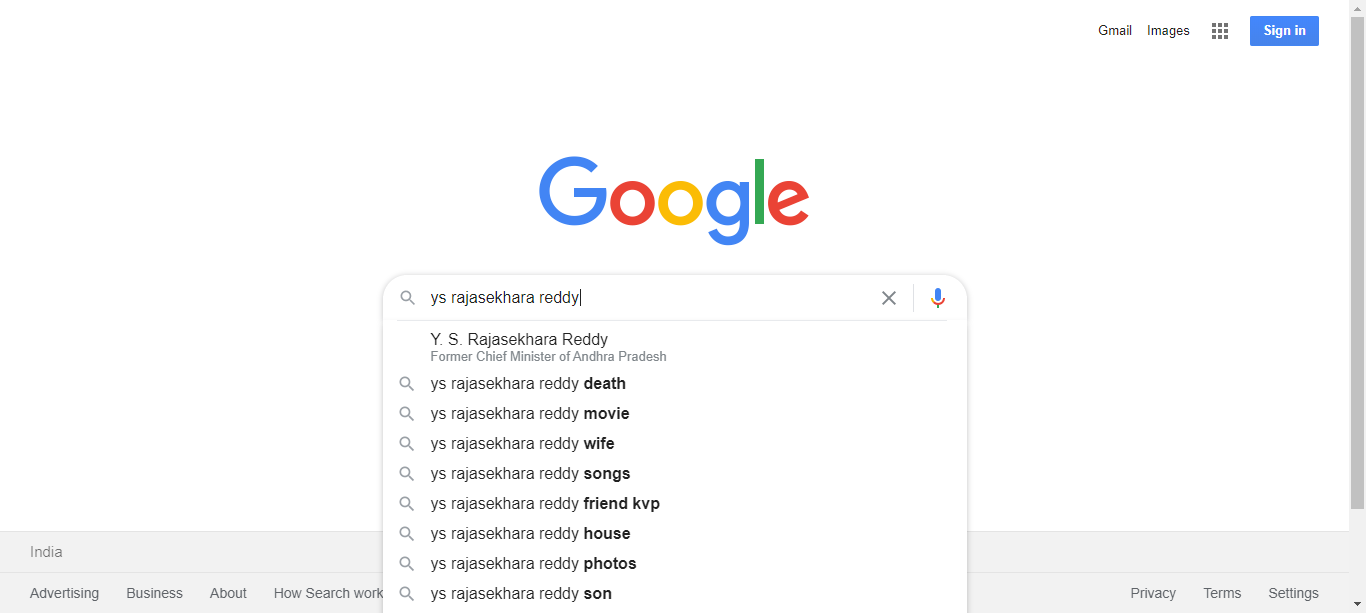 Gmail Images Sign in
Google
ys rajasekhara reddy
Y. S. Rajasekhara Reddy
Former Chief Minister of Andhra Pradesh
ys rajasekhara reddy death
ys rajasekhara reddy movie
ys rajasekhara reddy wife
ys rajasekhara reddy songs
ys rajasekhara reddy friend kvp
ys rajasekhara reddy house
ys rajasekhara reddy photos
ys rajasekhara reddy son
India
Advertising Business About How Search work
Privacy Terms Settings